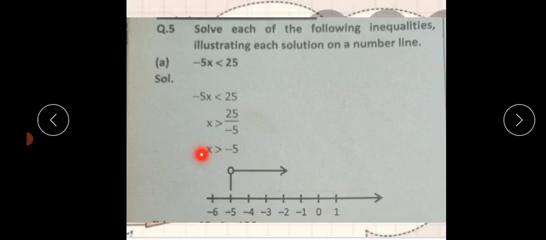 Q.5 Solve each of the following inequalities,
illustrating each solution on a number line.
(a) −5x < 25
Sol.
−5x < 25
x > 25/−5
x > −5
−6 −5 −4 −3 −2 −1 0 1